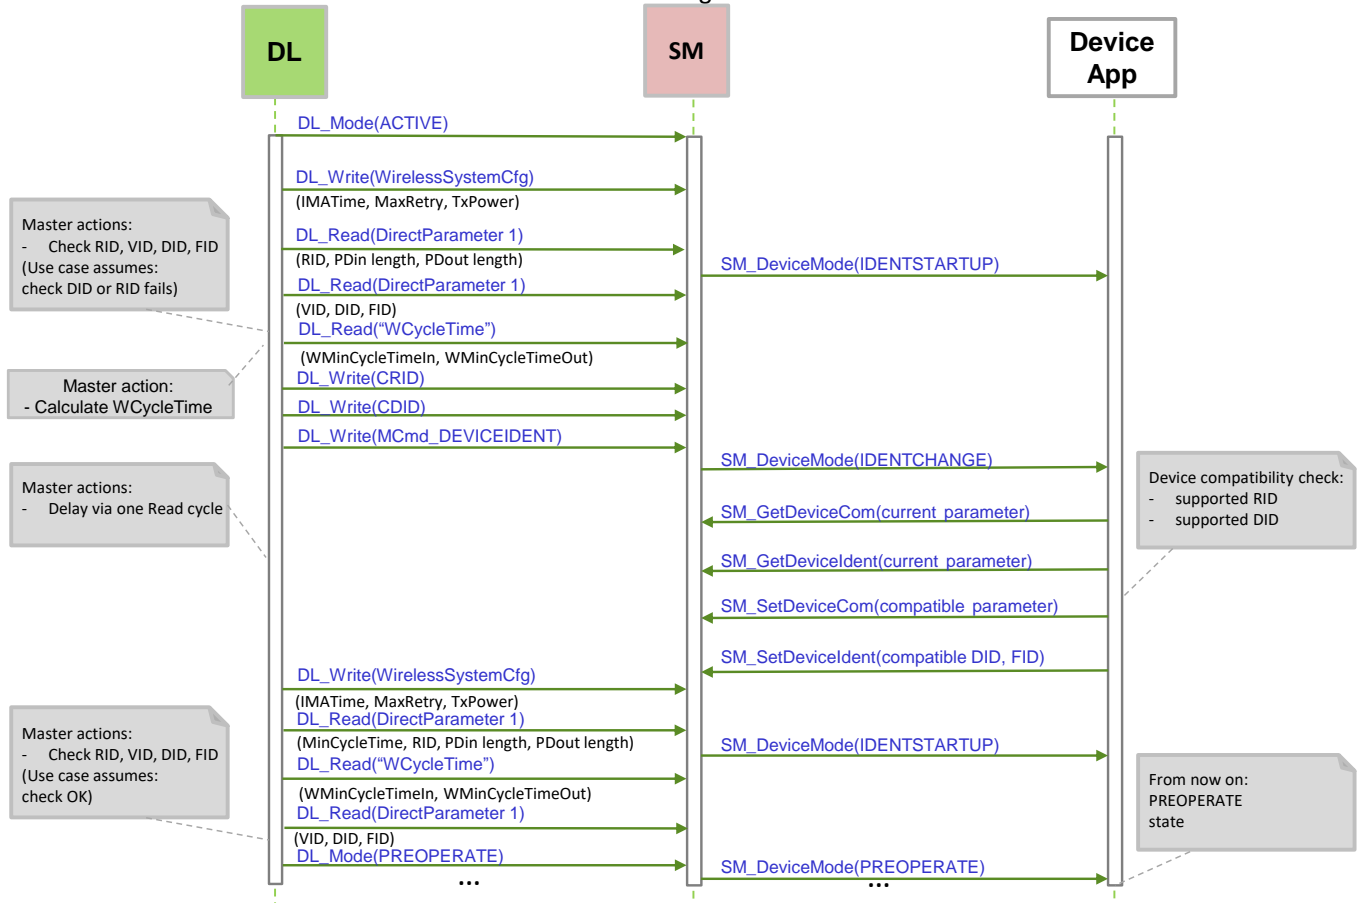 DL
SM
Device
App
DL_Mode(ACTIVE)
DL_Write(WirelessSystemCfg)
(IMATime, MaxRetry, TxPower)
Master actions:
- Check RID, VID, DID, FID
(Use case assumes:
check DID or RID fails)
DL_Read(DirectParameter 1)
(RID, PDin length, PDout length)
SM_DeviceMode(IDENTSTARTUP)
DL_Read(DirectParameter 1)
(VID, DID, FID)
DL_Read(“WCycleTime”)
(WMinCycleTimeIn, WMinCycleTimeOut)
Master action:
- Calculate WCycleTime
DL_Write(CRID)
DL_Write(CDID)
DL_Write(MCmd_DEVICEIDENT)
SM_DeviceMode(IDENTCHANGE)
Master actions:
- Delay via one Read cycle
Device compatibility check:
- supported RID
- supported DID
SM_GetDeviceCom(current parameter)
SM_GetDeviceIdent(current parameter)
SM_SetDeviceCom(compatible parameter)
SM_SetDeviceIdent(compatible DID, FID)
DL_Write(WirelessSystemCfg)
(IMATime, MaxRetry, TxPower)
DL_Read(DirectParameter 1)
(MinCycleTime, RID, PDin length, PDout length)
SM_DeviceMode(IDENTSTARTUP)
Master actions:
- Check RID, VID, DID, FID
(Use case assumes:
check OK)
DL_Read(“WCycleTime”)
(WMinCycleTimeIn, WMinCycleTimeOut)
DL_Read(DirectParameter 1)
(VID, DID, FID)
From now on:
PREOPERATE
state
DL_Mode(PREOPERATE)
SM_DeviceMode(PREOPERATE)
...
...